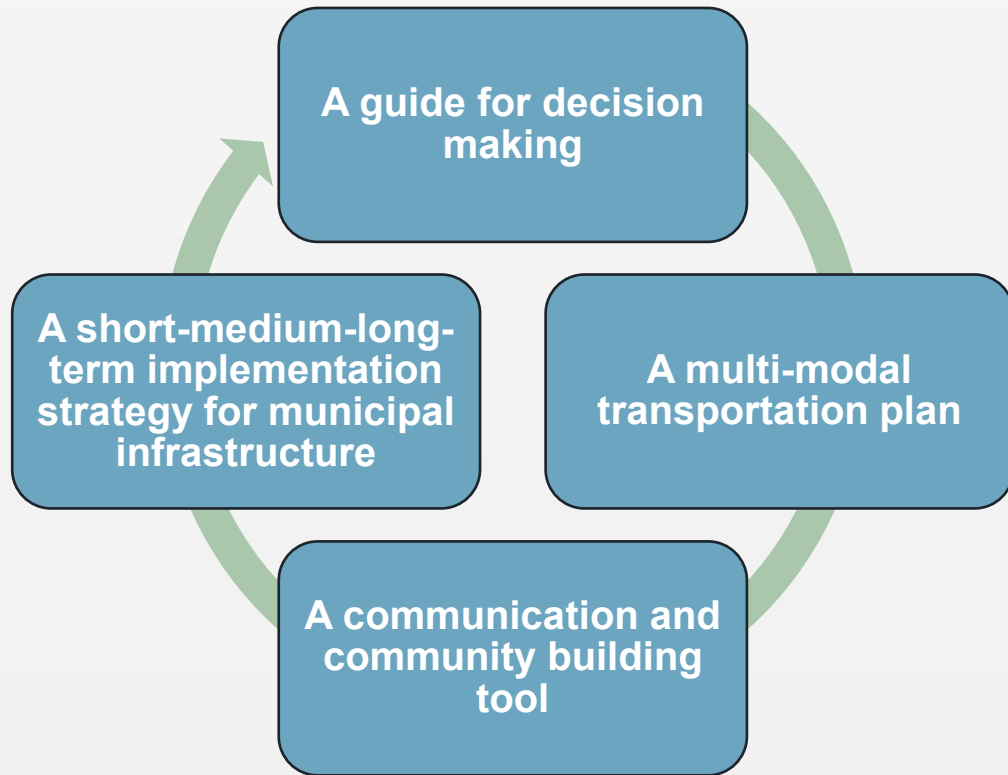 A guide for decision
making
A short-medium-long-
term implementation
strategy for municipal
infrastructure
A multi-modal
transportation plan
A communication and
community building
tool